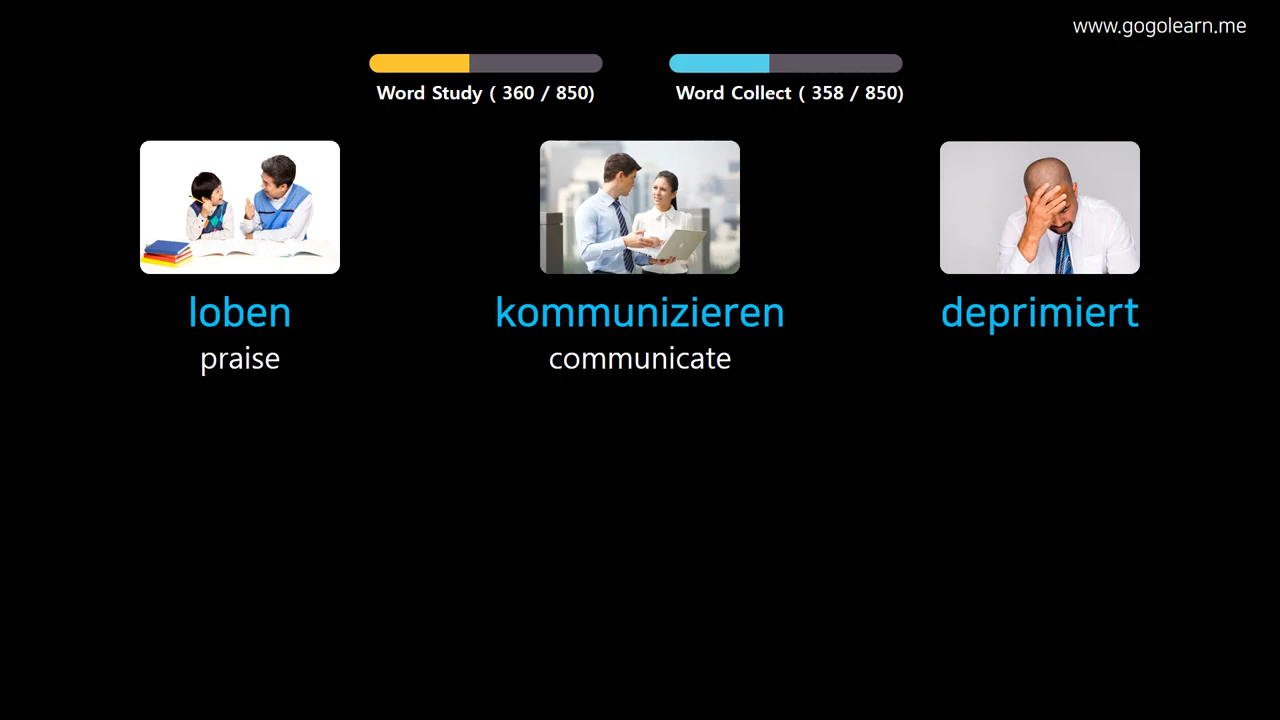 www.gogolearn.me
Word Study ( 360 / 850)
Word Collect ( 358 / 850)
loben
kommunizieren
deprimiert
praise
communicate